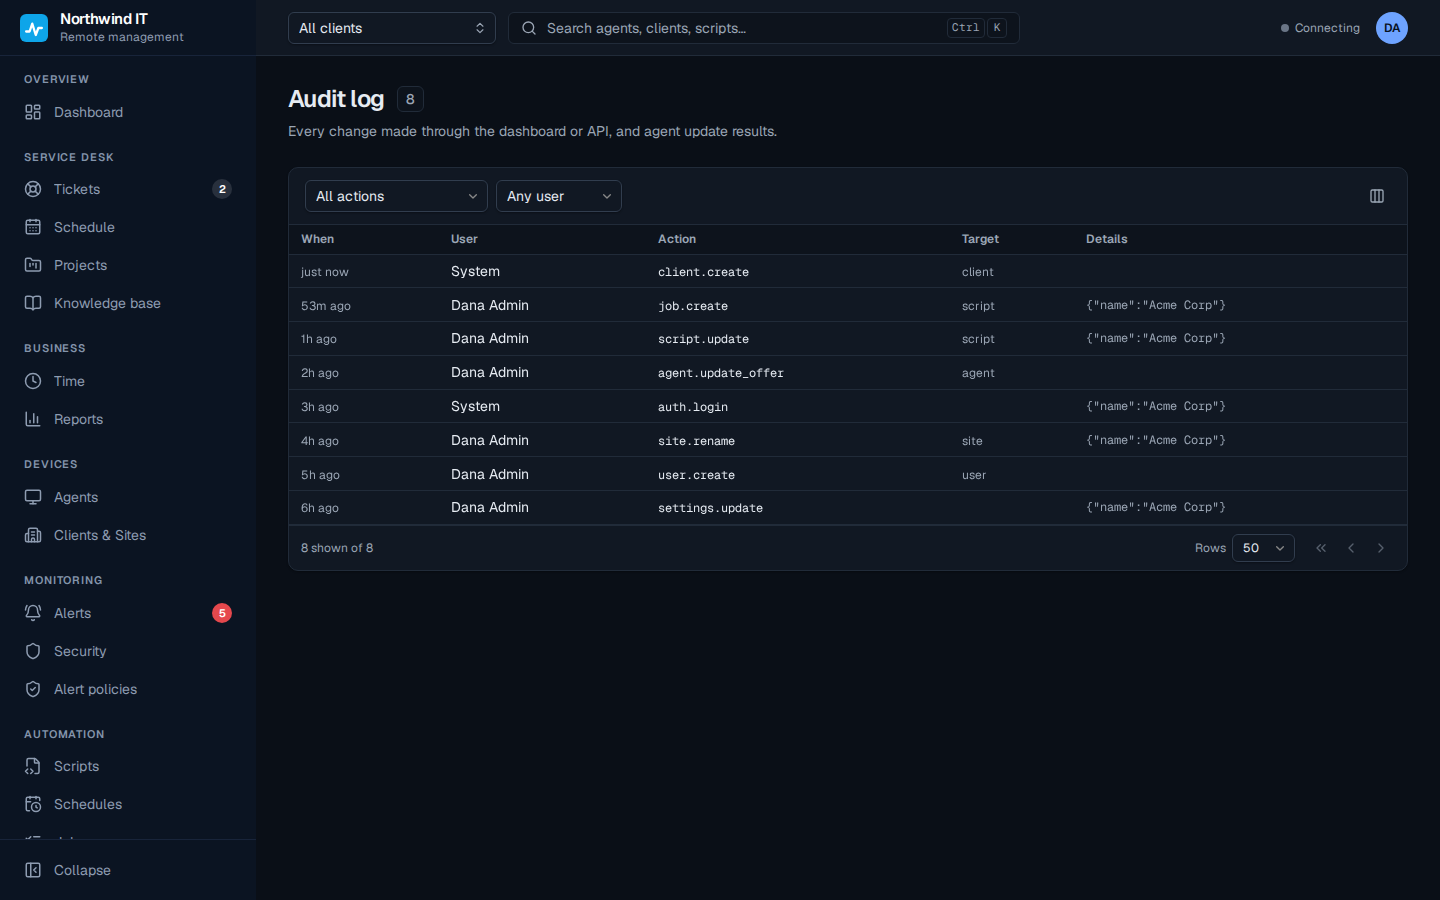 Northwind IT
Remote management
All clients
Search agents, clients, scripts...
Ctrl K
Connecting
DA
OVERVIEW
Dashboard
SERVICE DESK
Tickets 2
Schedule
Projects
Knowledge base
BUSINESS
Time
Reports
DEVICES
Agents
Clients & Sites
MONITORING
Alerts 5
Security
Alert policies
AUTOMATION
Scripts
Schedules
Collapse
Audit log 8
Every change made through the dashboard or API, and agent update results.
All actions Any user
When User Action Target Details
just now System client.create client
53m ago Dana Admin job.create script {"name":"Acme Corp"}
1h ago Dana Admin script.update script {"name":"Acme Corp"}
2h ago Dana Admin agent.update_offer agent
3h ago System auth.login {"name":"Acme Corp"}
4h ago Dana Admin site.rename site {"name":"Acme Corp"}
5h ago Dana Admin user.create user
6h ago Dana Admin settings.update {"name":"Acme Corp"}
8 shown of 8
Rows 50